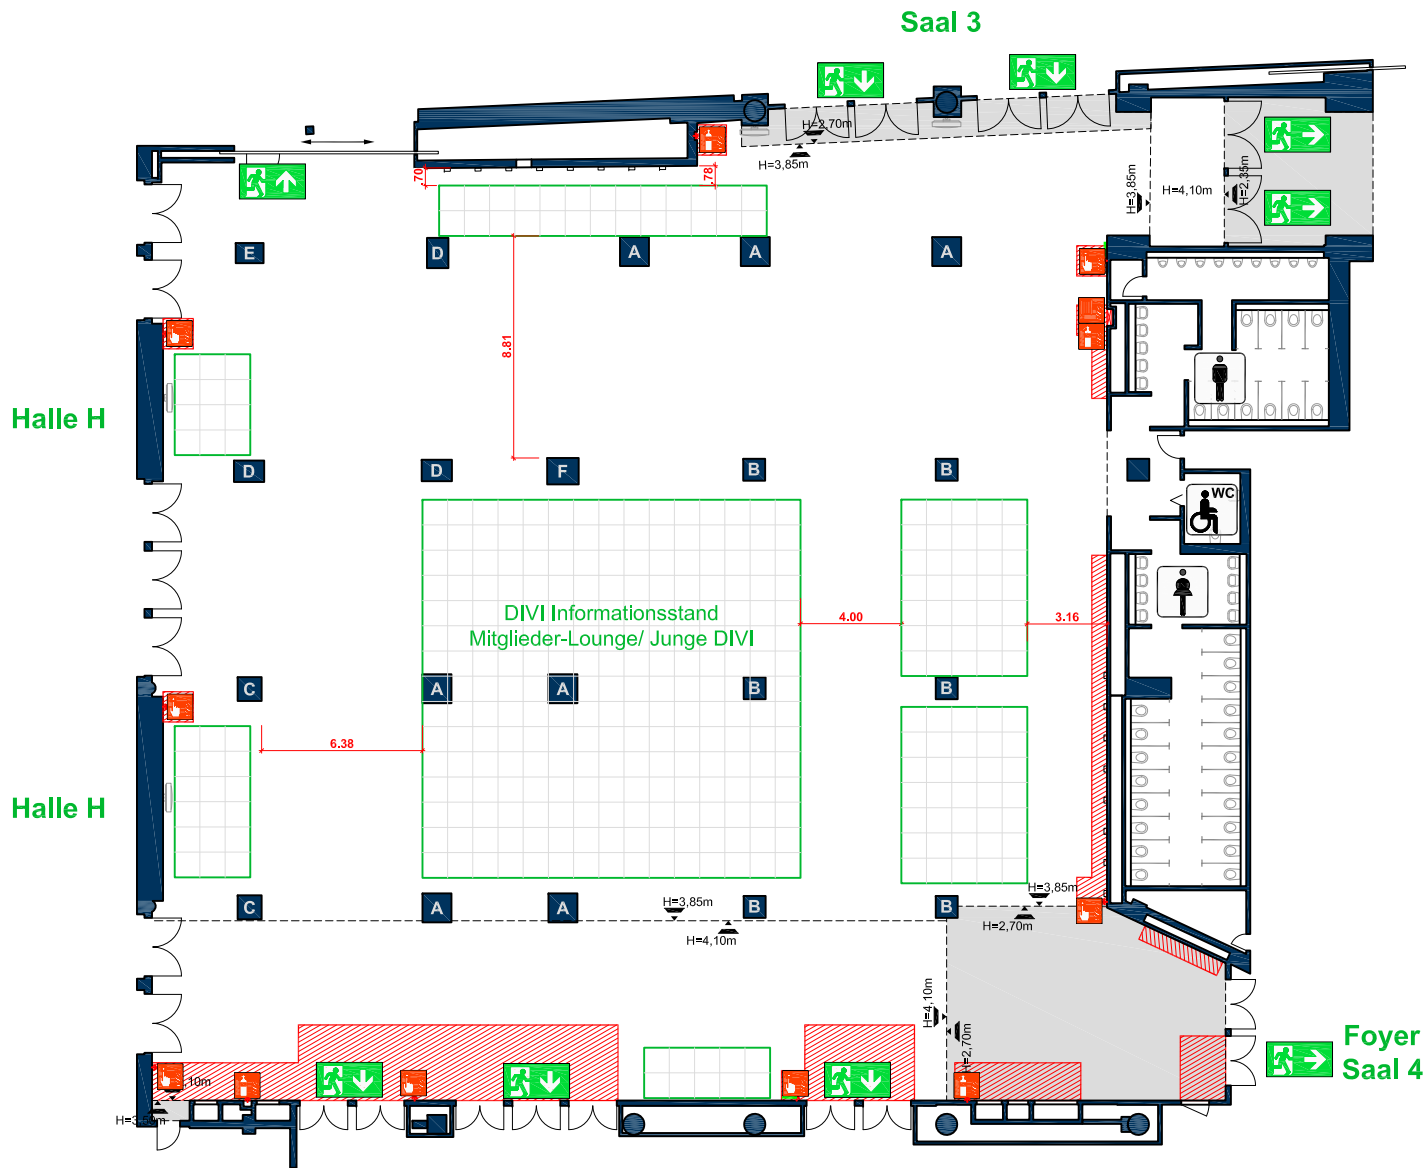 Saal 3
H=2,70m
H=3,85m
.70
.78
H=3,85m
H=4,10m
H=2,35m
E
D
A
A
A
8.81
Halle H
D
D
F
B
B
WC
DIVI Informationsstand
Mitglieder-Lounge/ Junge DIVI
4.00
3.16
C
A
A
B
B
6.38
Halle H
C
A
A
B
B
H=3,85m
H=4,10m
H=3,85m
H=2,70m
H=4,10m
H=2,70m
Foyer
Saal 4
,10m